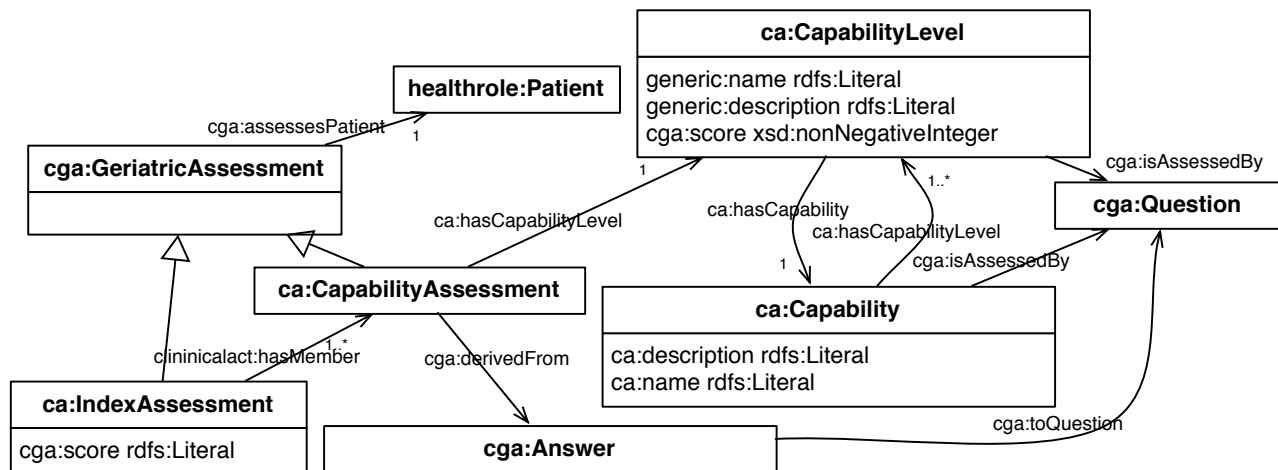 ca:CapabilityLevel
generic:name rdfs:Literal
generic:description rdfs:Literal
cga:score xsd:nonNegativeInteger
healthrole:Patient
cga:assessesPatient
1
cga:GeriatricAssessment
cga:isAssessedBy
1
1..*
cga:Question
ca:hasCapabilityLevel
ca:hasCapability
ca:hasCapabilityLevel
cga:isAssessedBy
1
ca:CapabilityAssessment
ca:Capability
ca:description rdfs:Literal
ca:name rdfs:Literal
1..*
c.ininicalact:hasMember
cga:derivedFrom
ca:IndexAssessment
cga:score rdfs:Literal
cga:Answer
cga:toQuestion